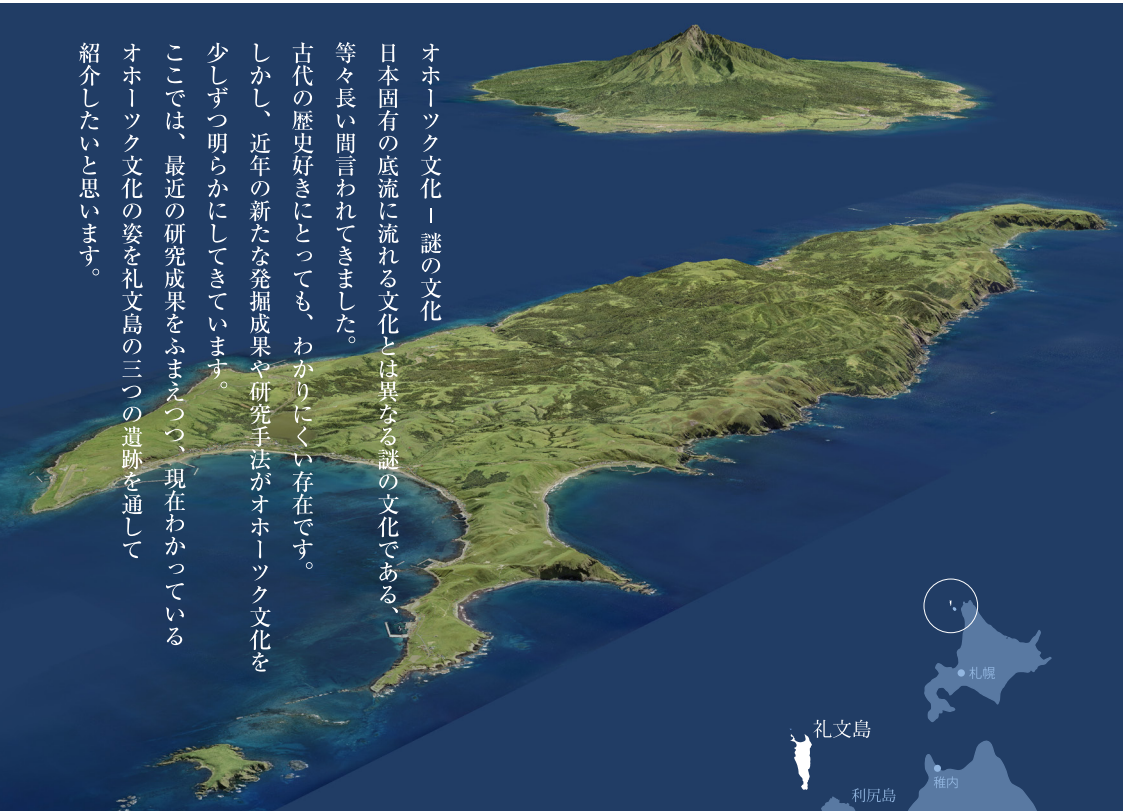 オホーツク文化 − 謎の文化
日本固有の底流に流れる文化とは異なる謎の文化である、
等々長い間言われてきました。
古代の歴史好きにとっても、わかりにくい存在です。
しかし、近年の新たな発掘成果や研究手法がオホーツク文化を
少しずつ明らかにしてきています。
ここでは、最近の研究成果をふまえつつ、現在わかっている
オホーツク文化の姿を礼文島の三つの遺跡を通して
紹介したいと思います。
札幌
礼文島
稚内
利尻島